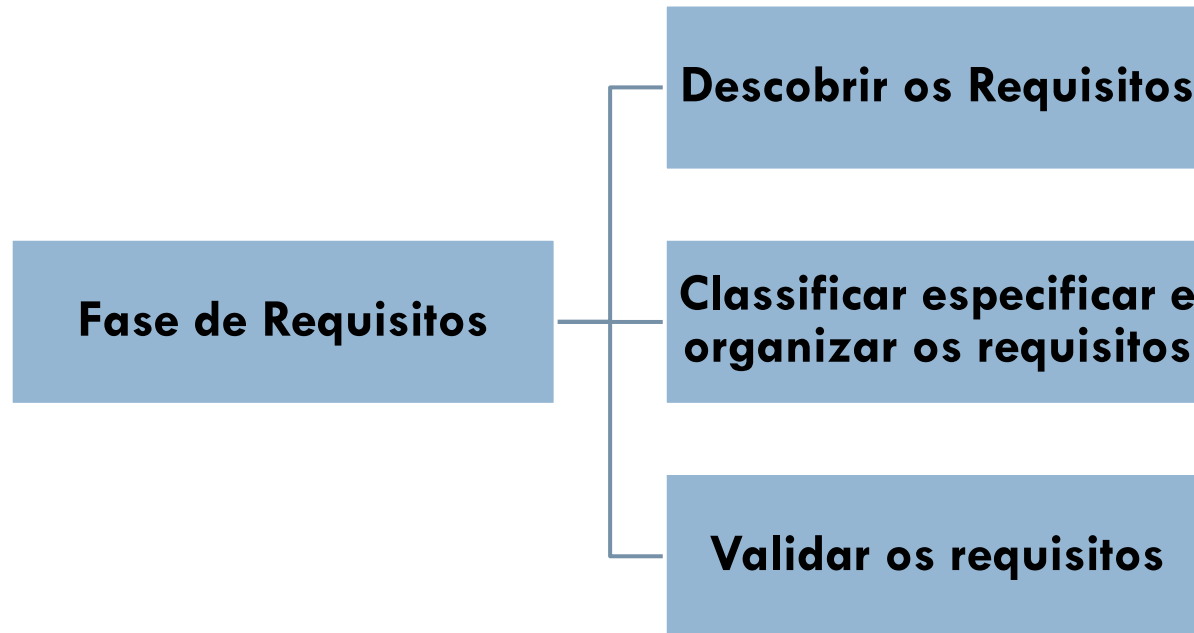 Descobrir os Requisitos
Fase de Requisitos
Classificar especificar e
organizar os requisitos
Validar os requisitos